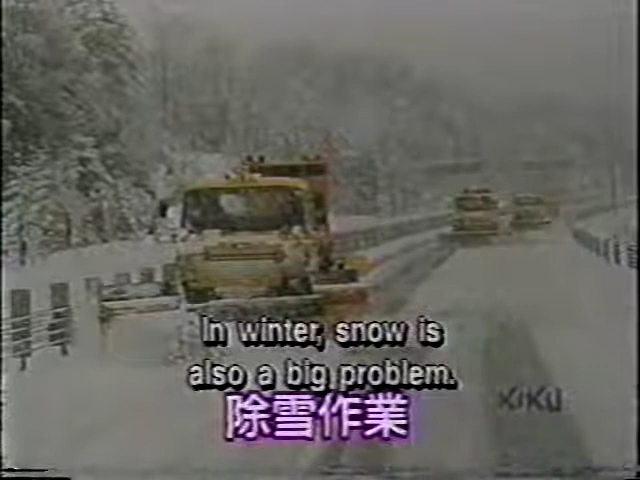 In winter, snow is
also a big problem.
除雪作業
KIKU